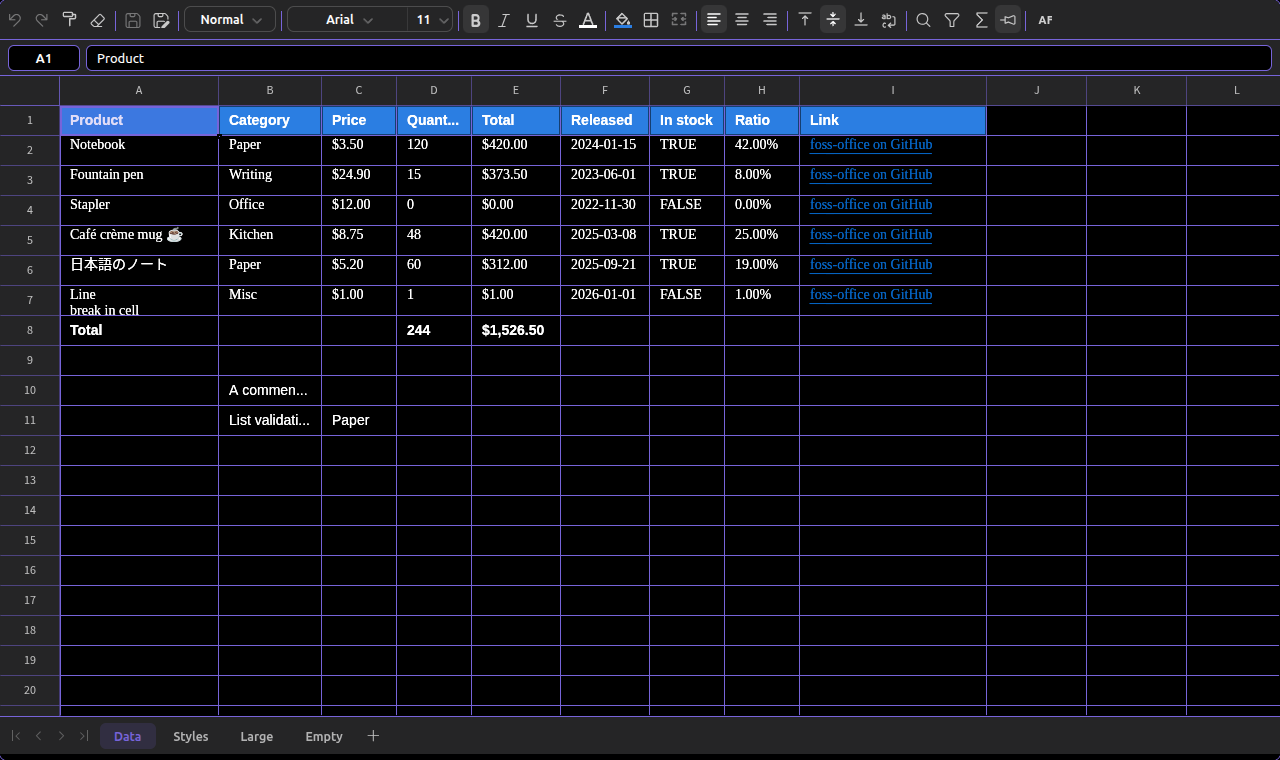 Normal Arial 11 B I U S A ab c AF
A1 Product
A B C D E F G H I J K L
1 Product Category Price Quant... Total Released In stock Ratio Link
2 Notebook Paper $3.50 120 $420.00 2024-01-15 TRUE 42.00% foss-office on GitHub
3 Fountain pen Writing $24.90 15 $373.50 2023-06-01 TRUE 8.00% foss-office on GitHub
4 Stapler Office $12.00 0 $0.00 2022-11-30 FALSE 0.00% foss-office on GitHub
5 Café crème mug ☕ Kitchen $8.75 48 $420.00 2025-03-08 TRUE 25.00% foss-office on GitHub
6 日本語のノート Paper $5.20 60 $312.00 2025-09-21 TRUE 19.00% foss-office on GitHub
7 Line Misc $1.00 1 $1.00 2026-01-01 FALSE 1.00% foss-office on GitHub
break in cell
8 Total 244 $1,526.50
9
10 A commen...
11 List validati... Paper
12
13
14
15
16
17
18
19
20
Data Styles Large Empty